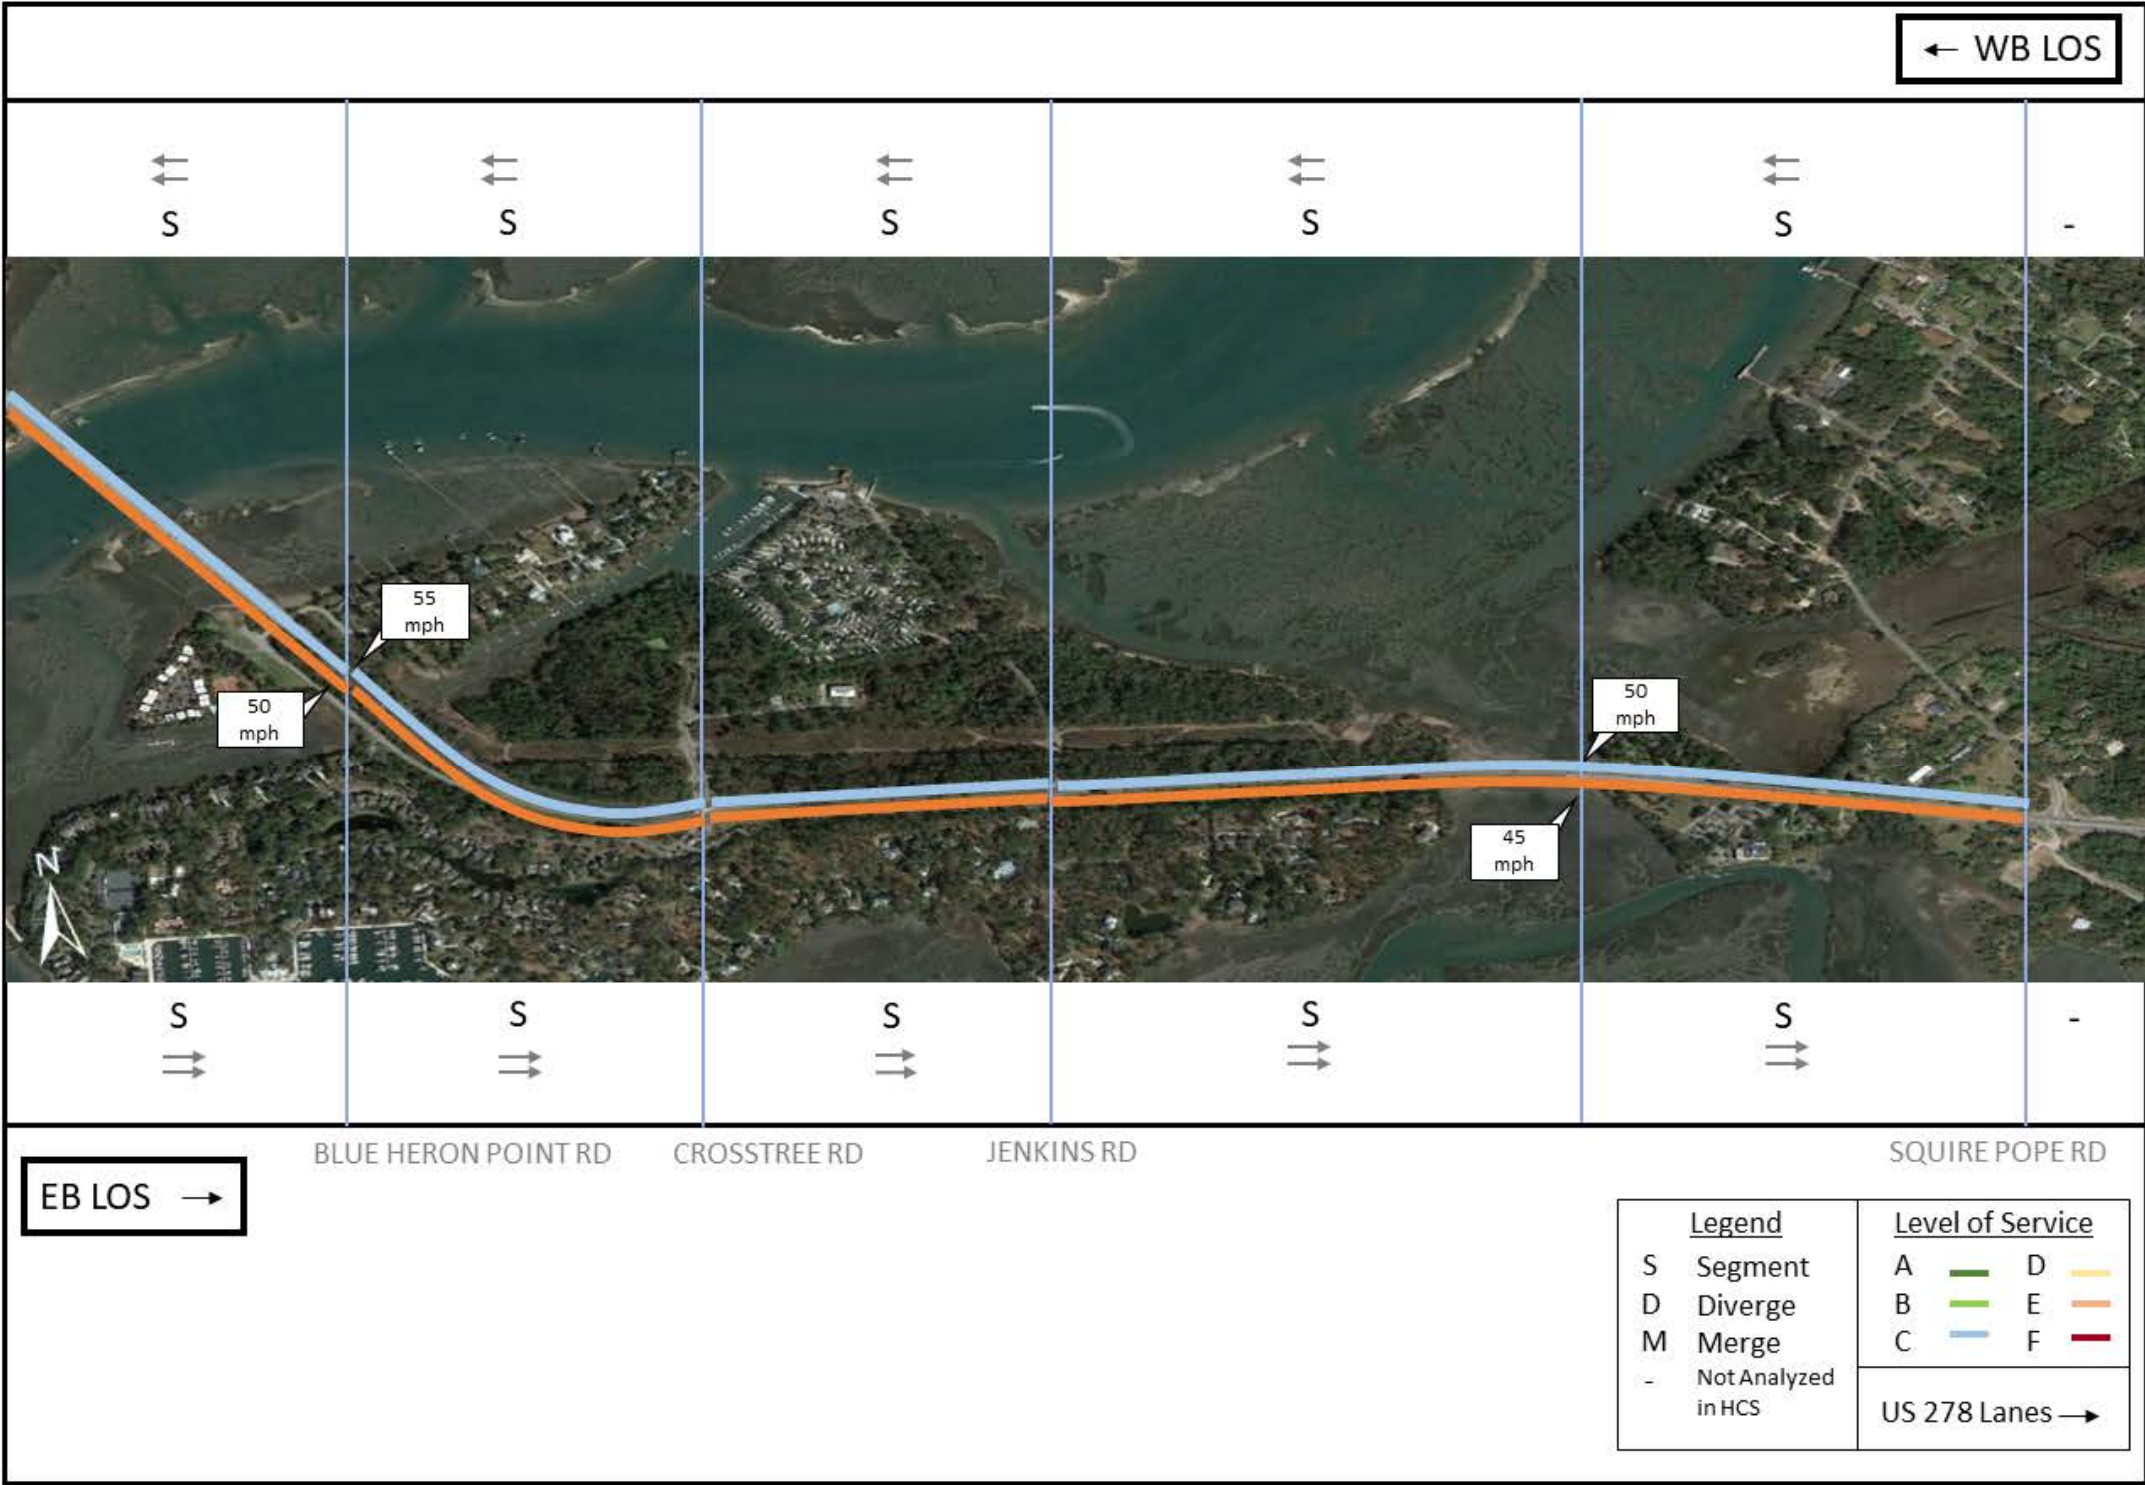 ← WB LOS
S S S S S -
55
mph
50
mph
50
mph
45
mph
N
S S S S S -
BLUE HERON POINT RD CROSSTREE RD JENKINS RD SQUIRE POPE RD
EB LOS →
Legend
S Segment
D Diverge
M Merge
- Not Analyzed
in HCS
Level of Service
A D
B E
C F
US 278 Lanes →